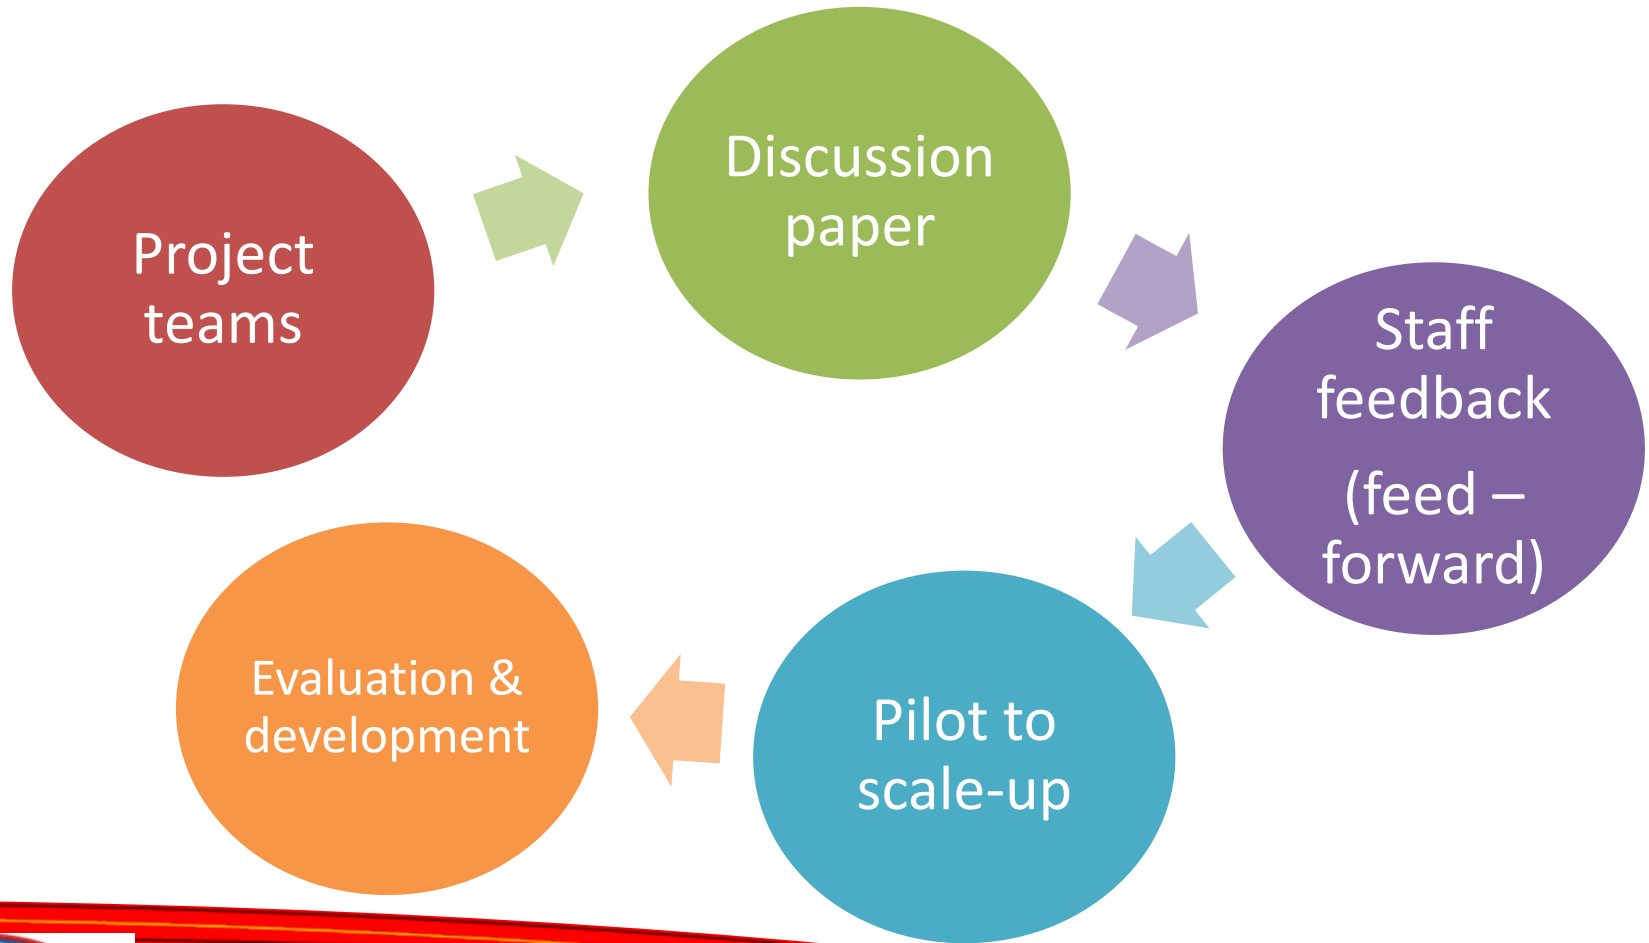 Project
teams
Discussion
paper
Staff
feedback
(feed –
forward)
Pilot to
scale-up
Evaluation &
development